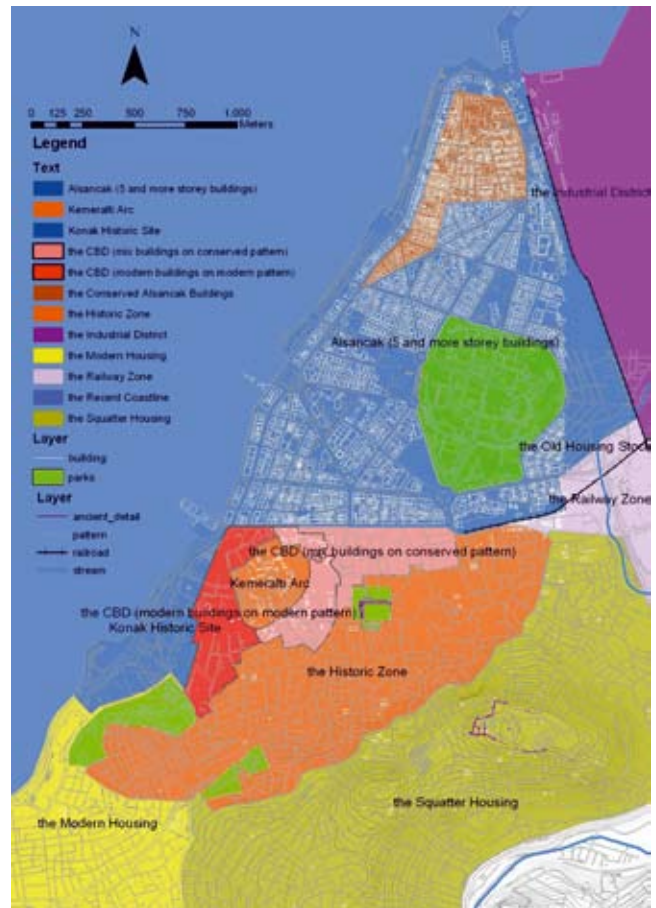 N
0 125 250 500 750 1.000
Meters
Legend
Text
Alsancak (5 and more storey buildings)
Kemeraltı Arc
Konak Historic Site
the CBD (mix buildings on conserved pattern)
the CBD (modern buildings on modern pattern)
the Conserved Alsancak Buildings
the Historic Zone
the Industrial District
the Modern Housing
the Railway Zone
the Recent Coastline
the Squatter Housing
Layer
building
parks
Layer
ancient_detail
pattern
railroad
stream
the Industrial District
Alsancak (5 and more storey buildings)
the Old Housing Stock
the Railway Zone
the CBD (mix buildings on conserved pattern)
Kemeraltı Arc
the CBD (modern buildings on modern pattern)
Konak Historic Site
the Historic Zone
the Squatter Housing
the Modern Housing